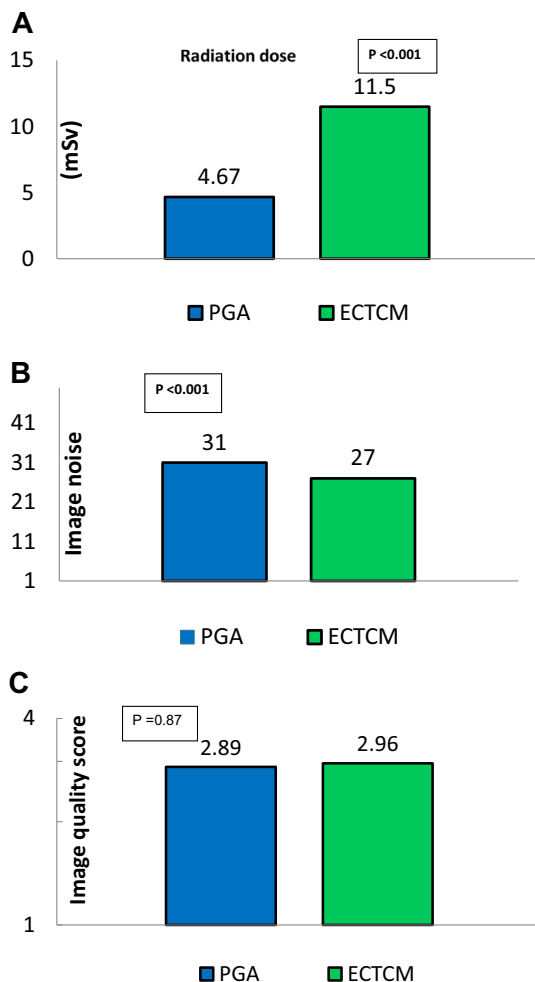 A
Radiation dose
P <0.001
15
10
5
0
(mSv)
4.67
11.5
PGA
ECTCM
B
P <0.001
41
31
21
11
1
Image noise
31
27
PGA
ECTCM
C
P =0.87
4
1
Image quality score
2.89
2.96
PGA
ECTCM